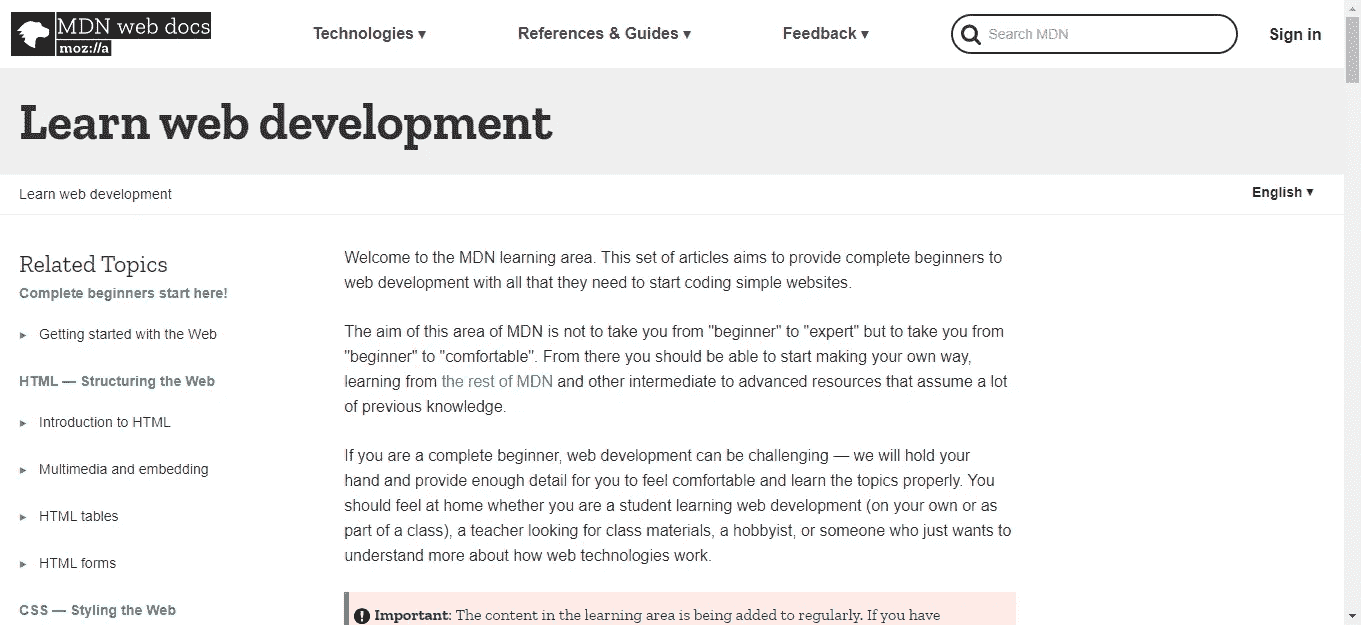 MDN web docs
moz://a
Technologies ▾
References & Guides ▾
Feedback ▾
Search MDN
Sign in
Learn web development
Learn web development
English ▾
Related Topics
Complete beginners start here!
▸ Getting started with the Web
HTML — Structuring the Web
▸ Introduction to HTML
▸ Multimedia and embedding
▸ HTML tables
▸ HTML forms
CSS — Styling the Web
Welcome to the MDN learning area. This set of articles aims to provide complete beginners to
web development with all that they need to start coding simple websites.
The aim of this area of MDN is not to take you from "beginner" to "expert" but to take you from
"beginner" to "comfortable". From there you should be able to start making your own way,
learning from the rest of MDN and other intermediate to advanced resources that assume a lot
of previous knowledge.
If you are a complete beginner, web development can be challenging — we will hold your
hand and provide enough detail for you to feel comfortable and learn the topics properly. You
should feel at home whether you are a student learning web development (on your own or as
part of a class), a teacher looking for class materials, a hobbyist, or someone who just wants to
understand more about how web technologies work.
Important: The content in the learning area is being added to regularly. If you have